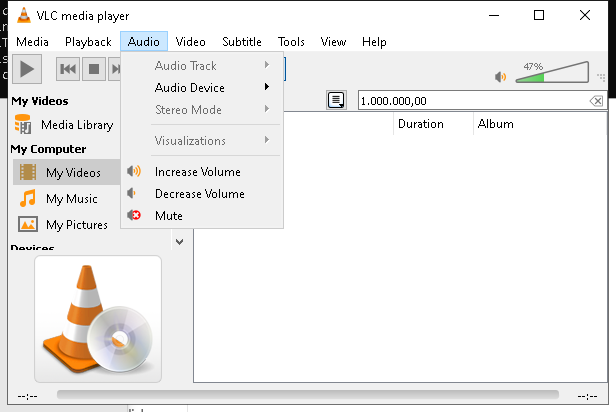 VLC media player
Media Playback Audio Video Subtitle Tools View Help
Audio Track
Audio Device
Stereo Mode
Visualizations
Increase Volume
Decrease Volume
Mute
47%
My Videos
Media Library
My Computer
My Videos
My Music
My Pictures
Devices
1.000.000,00
Duration Album
--:-- --:--